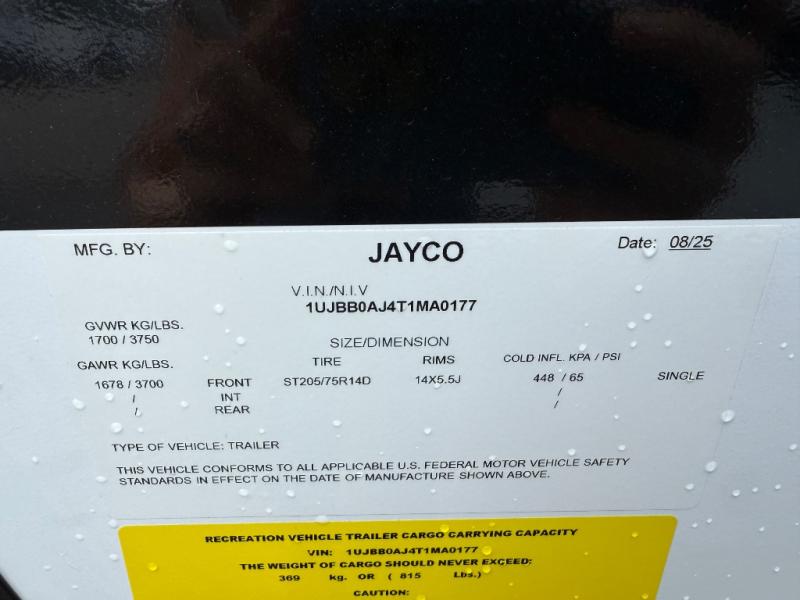 MFG. BY: JAYCO Date: 08/25
V.I.N./N.I.V
1UJBB0AJ4T1MA0177
GVWR KG/LBS.
1700 / 3750
SIZE/DIMENSION
GAWR KG/LBS. TIRE RIMS COLD INFL. KPA / PSI
1678 / 3700 FRONT ST205/75R14D 14X5.5J 448 / 65 SINGLE
/ INT /
/ REAR /
TYPE OF VEHICLE: TRAILER
THIS VEHICLE CONFORMS TO ALL APPLICABLE U.S. FEDERAL MOTOR VEHICLE SAFETY
STANDARDS IN EFFECT ON THE DATE OF MANUFACTURE SHOWN ABOVE.
RECREATION VEHICLE TRAILER CARGO CARRYING CAPACITY
VIN: 1UJBB0AJ4T1MA0177
THE WEIGHT OF CARGO SHOULD NEVER EXCEED:
369 kg. OR ( 815 Lbs.)
CAUTION: